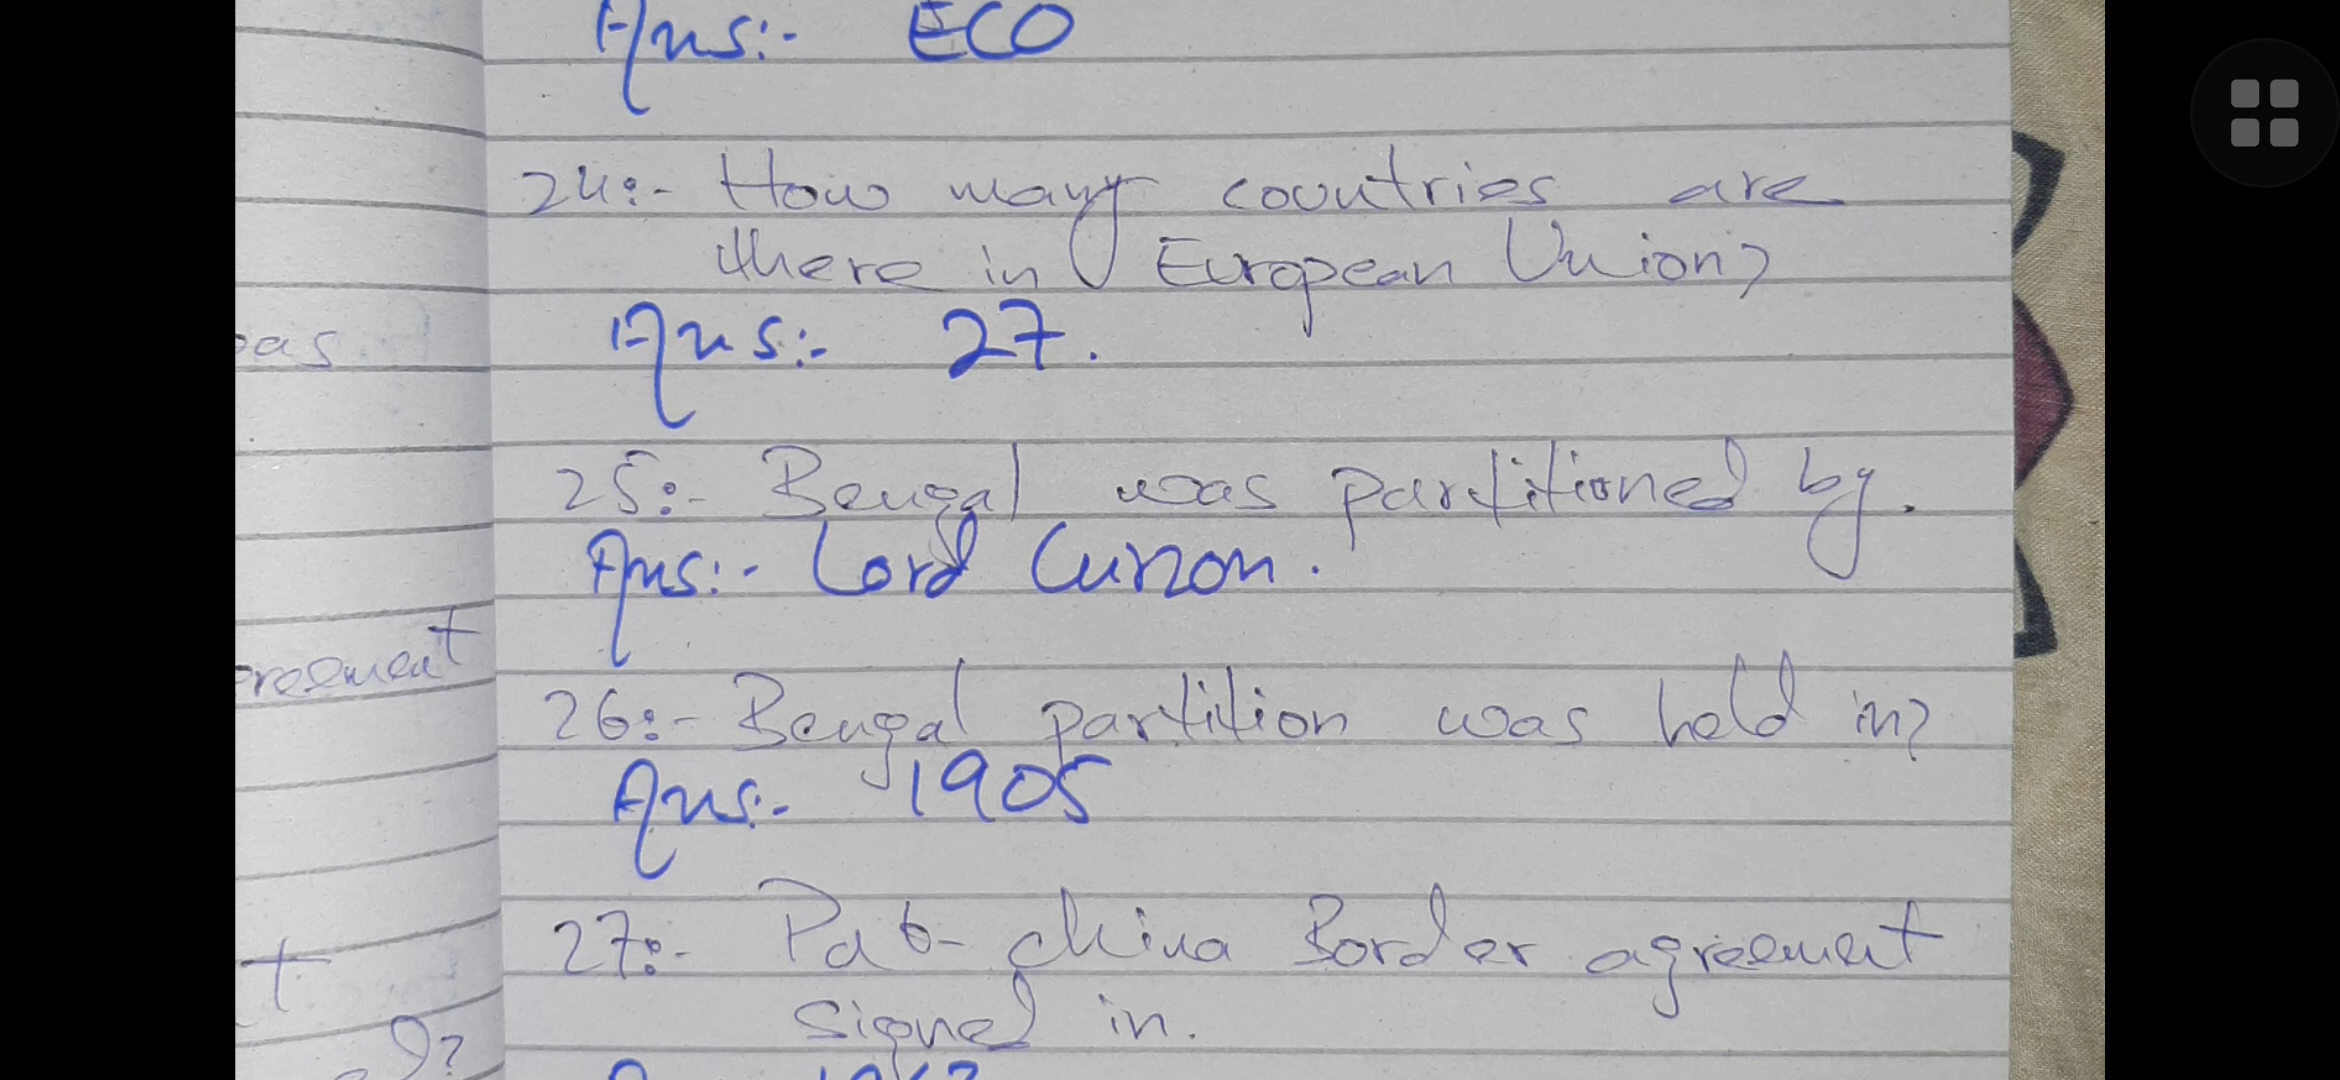 Ans:- ECO
24:- How many countries are
there in European Union?
Ans:- 27.
25:- Bengal was partitioned by.
Ans:- Lord Curzon.
26:- Bengal partition was held in?
Ans:- 1905
27:- Pak-china Border agreement
signed in.